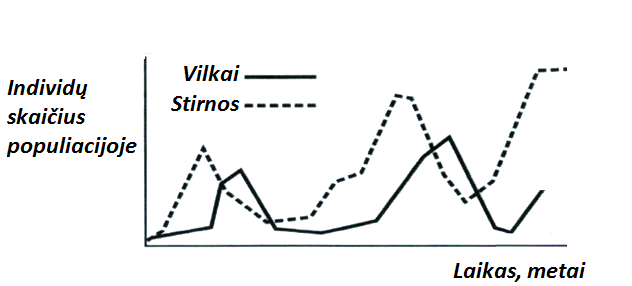 Individų
skaičius
populiacijoje
Vilkai
Stirnos
Laikas, metai